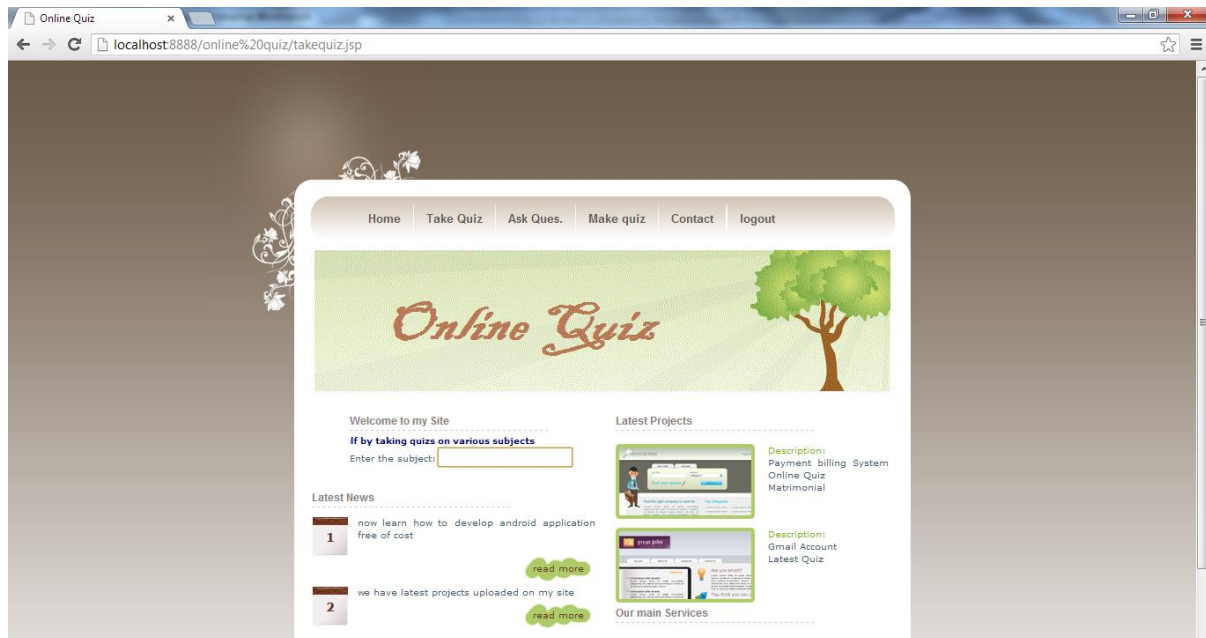 Online Quiz
localhost:8888/online%20quiz/takequiz.jsp
Home Take Quiz Ask Ques. Make quiz Contact logout
Online Quiz
Welcome to my Site
If by taking quizs on various subjects
Enter the subject:
Latest News
1
now learn how to develop android application
free of cost
read more
2
we have latest projects uploaded on my site
read more
Latest Projects
Description:
Payment billing System
Online Quiz
Matrimonial
great jobs
Description:
Gmail Account
Latest Quiz
Our main Services